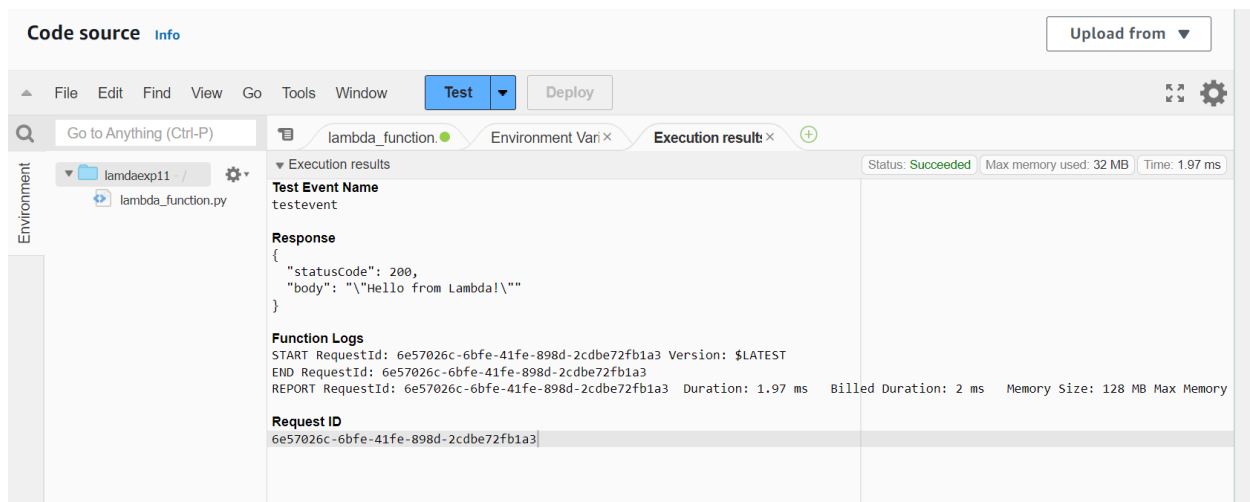 Code source Info Upload from
File Edit Find View Go Tools Window Test Deploy
Go to Anything (Ctrl-P) lambda_function. Environment Vari × Execution results ×
Environment
lamdaexp11 - /
lambda_function.py
Execution results Status: Succeeded Max memory used: 32 MB Time: 1.97 ms
Test Event Name
testevent
Response
{
"statusCode": 200,
"body": "\"Hello from Lambda!\""
}
Function Logs
START RequestId: 6e57026c-6bfe-41fe-898d-2cdbe72fb1a3 Version: $LATEST
END RequestId: 6e57026c-6bfe-41fe-898d-2cdbe72fb1a3
REPORT RequestId: 6e57026c-6bfe-41fe-898d-2cdbe72fb1a3 Duration: 1.97 ms Billed Duration: 2 ms Memory Size: 128 MB Max Memory
Request ID
6e57026c-6bfe-41fe-898d-2cdbe72fb1a3